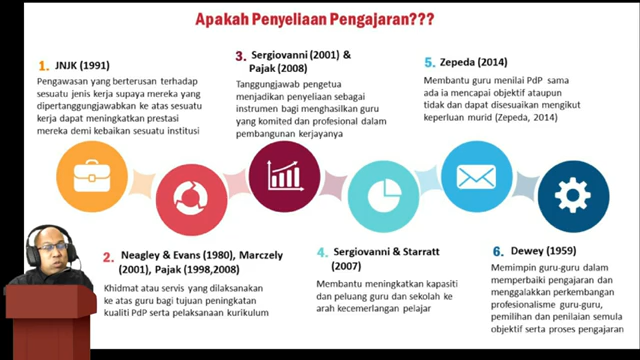 Apakah Penyeliaan Pengajaran???
1. JNJK (1991)
Pengawasan yang berterusan terhadap
sesuatu jenis kerja supaya mereka yang
dipertanggungjawabkan ke atas sesuatu
kerja dapat meningkatkan prestasi
mereka demi kebaikan sesuatu institusi
2. Neagley & Evans (1980), Marczely
(2001), Pajak (1998,2008)
Khidmat atau servis yang dilaksanakan
ke atas guru bagi tujuan peningkatan
kualiti PdP serta pelaksanaan kurikulum
3. Sergiovanni (2001) &
Pajak (2008)
Tanggungjawab pengetua
menjadikan penyeliaan sebagai
instrumen bagi menghasilkan guru
yang komited dan profesional dalam
pembangunan kerjayanya
4. Sergiovanni & Starratt
(2007)
Membantu meningkatkan kapasiti
dan peluang guru dan sekolah ke
arah kecemerlangan pelajar
5. Zepeda (2014)
Membantu guru menilai PdP sama
ada ia mencapai objektif ataupun
tidak dan dapat disesuaikan mengikut
keperluan murid (Zepeda, 2014)
6. Dewey (1959)
Memimpin guru-guru dalam
memperbaiki pengajaran dan
menggalakkan perkembangan
profesionalisme guru-guru,
pemilihan dan penilaian semula
objektif serta proses pengajaran